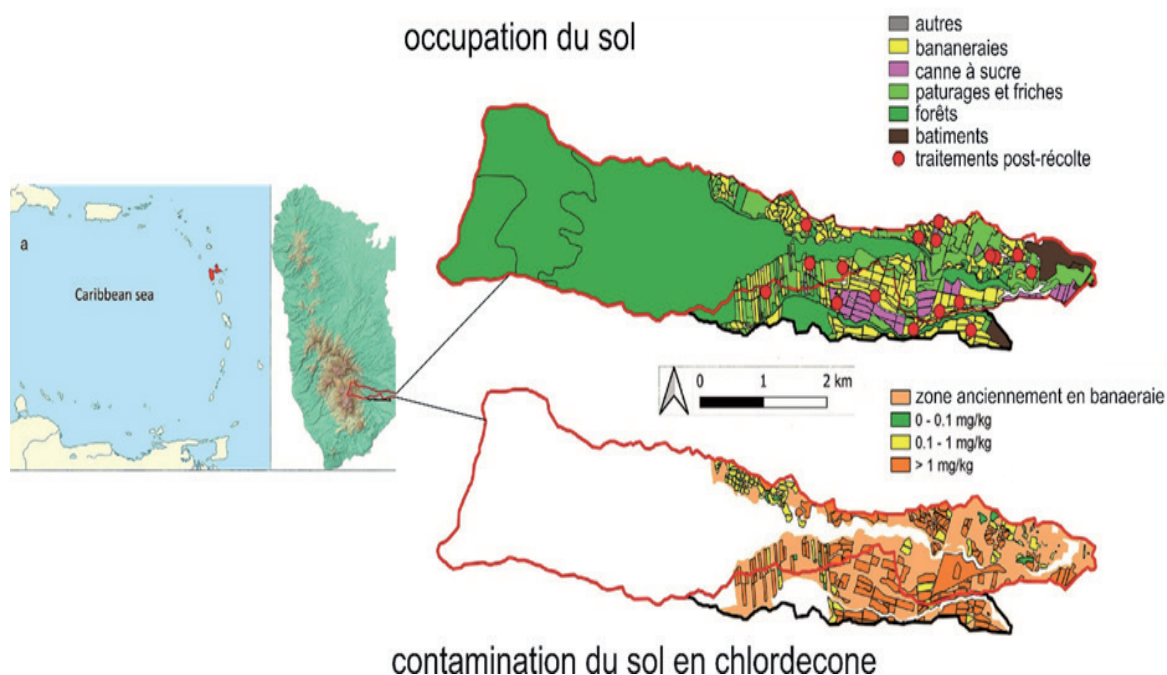 occupation du sol
autres
bananeraies
canne à sucre
paturages et friches
forêts
batiments
traitements post-récolte
a
Caribbean sea
0 1 2 km
zone anciennement en banaeraie
0 - 0.1 mg/kg
0.1 - 1 mg/kg
> 1 mg/kg
contamination du sol en chlordecone